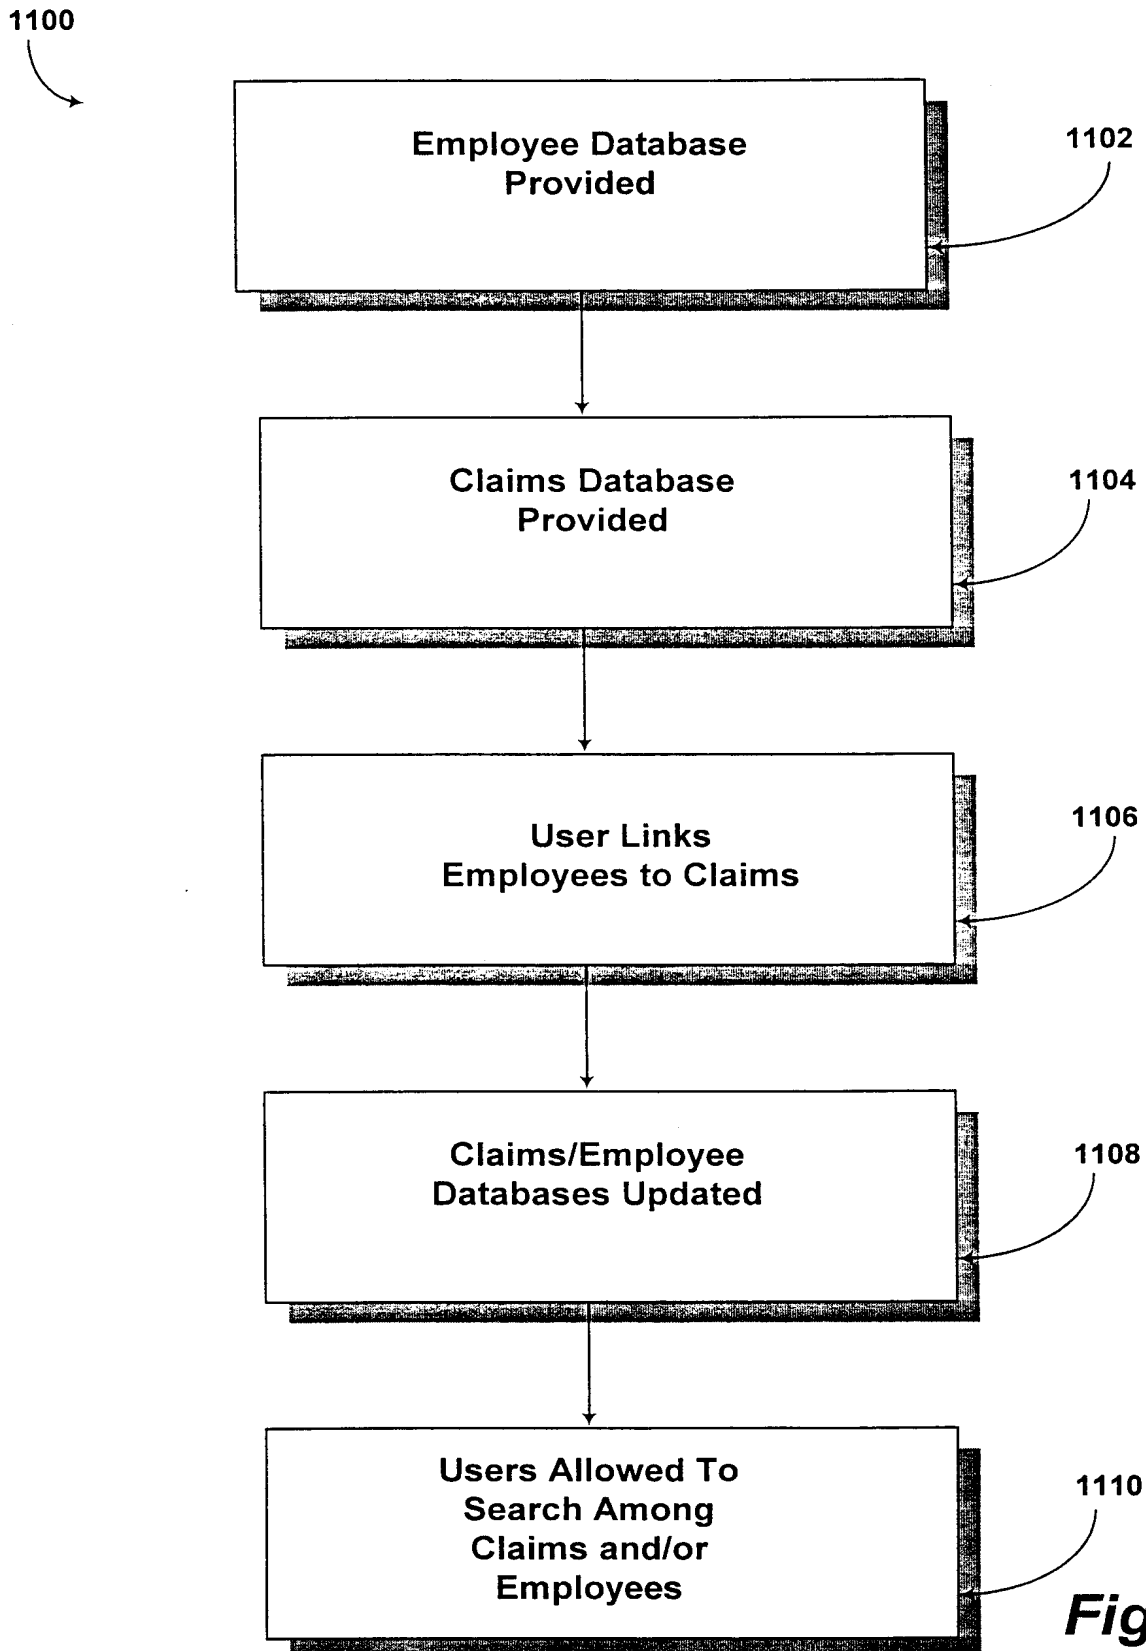 1100
Employee Database
Provided
1102
Claims Database
Provided
1104
User Links
Employees to Claims
1106
Claims/Employee
Databases Updated
1108
Users Allowed To
Search Among
Claims and/or
Employees
1110
Fig